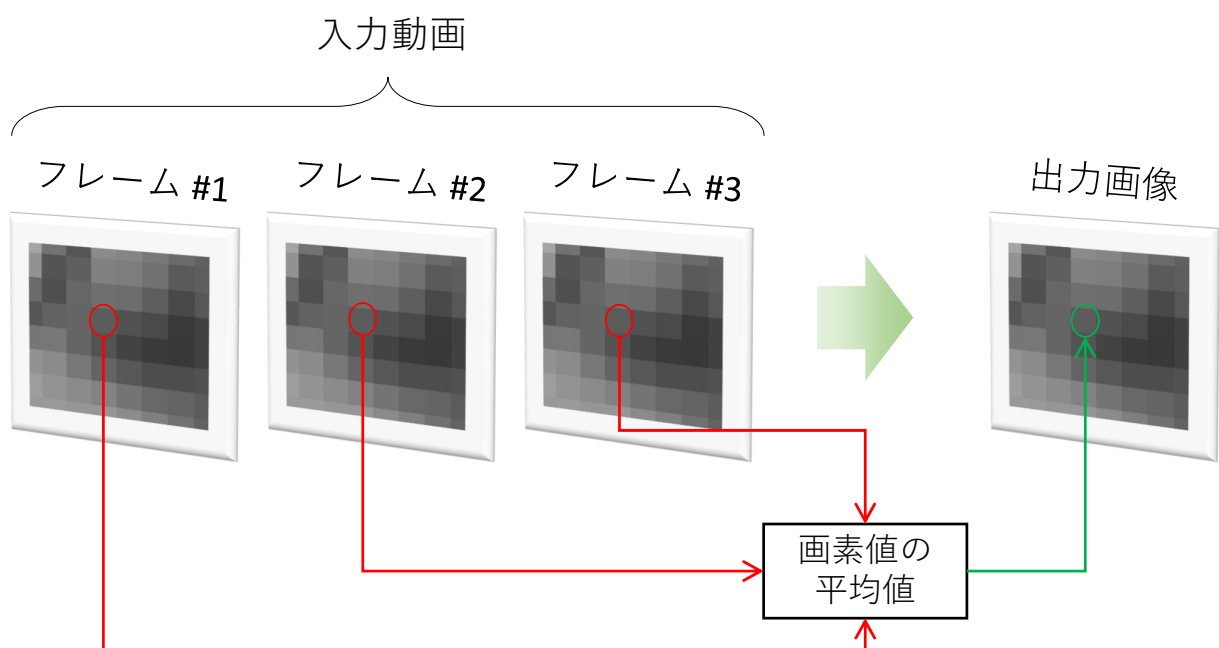 入力動画
フレーム #1
フレーム #2
フレーム #3
出力画像
画素値の
平均値